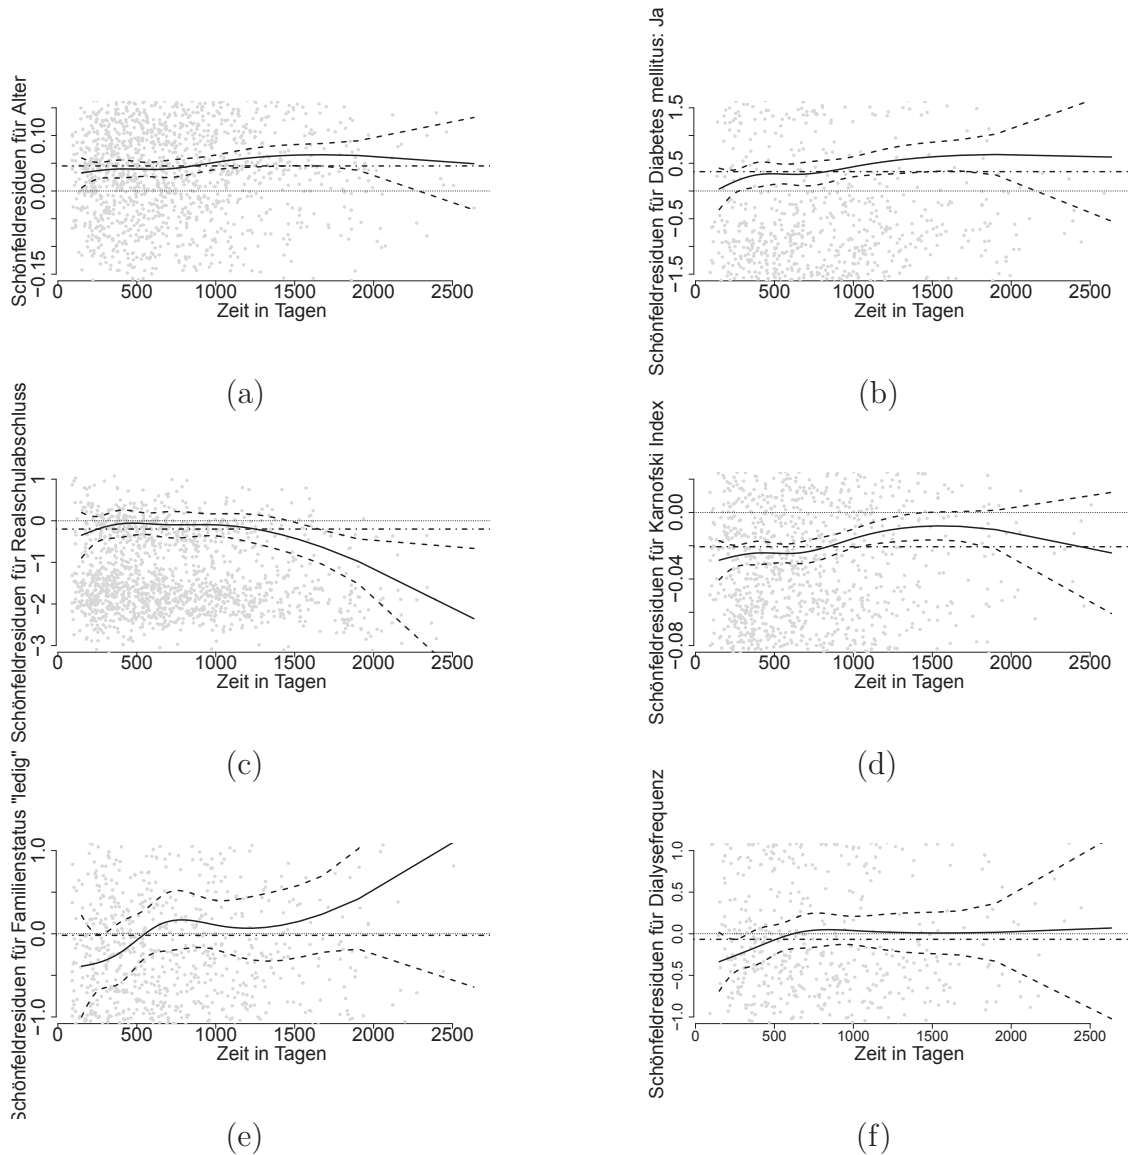 Schönfeldresiduen für Alter
0.10
0.00
−0.15
0 500 1000 1500 2000 2500
Zeit in Tagen
(a)
Schönfeldresiduen für Diabetes mellitus: Ja
1.5
0.5
−0.5
−1.5
0 500 1000 1500 2000 2500
Zeit in Tagen
(b)
Schönfeldresiduen für Realschulabschluss
1
0
−1
−2
−3
0 500 1000 1500 2000 2500
Zeit in Tagen
(c)
Schönfeldresiduen für Karnofski Index
0.00
−0.04
−0.08
0 500 1000 1500 2000 2500
Zeit in Tagen
(d)
Schönfeldresiduen für Familienstatus "ledig"
1.0
0.0
−1.0
0 500 1000 1500 2000 2500
Zeit in Tagen
(e)
Schönfeldresiduen für Dialysefrequenz
1.0
0.5
0.0
−0.5
−1.0
0 500 1000 1500 2000 2500
Zeit in Tagen
(f)